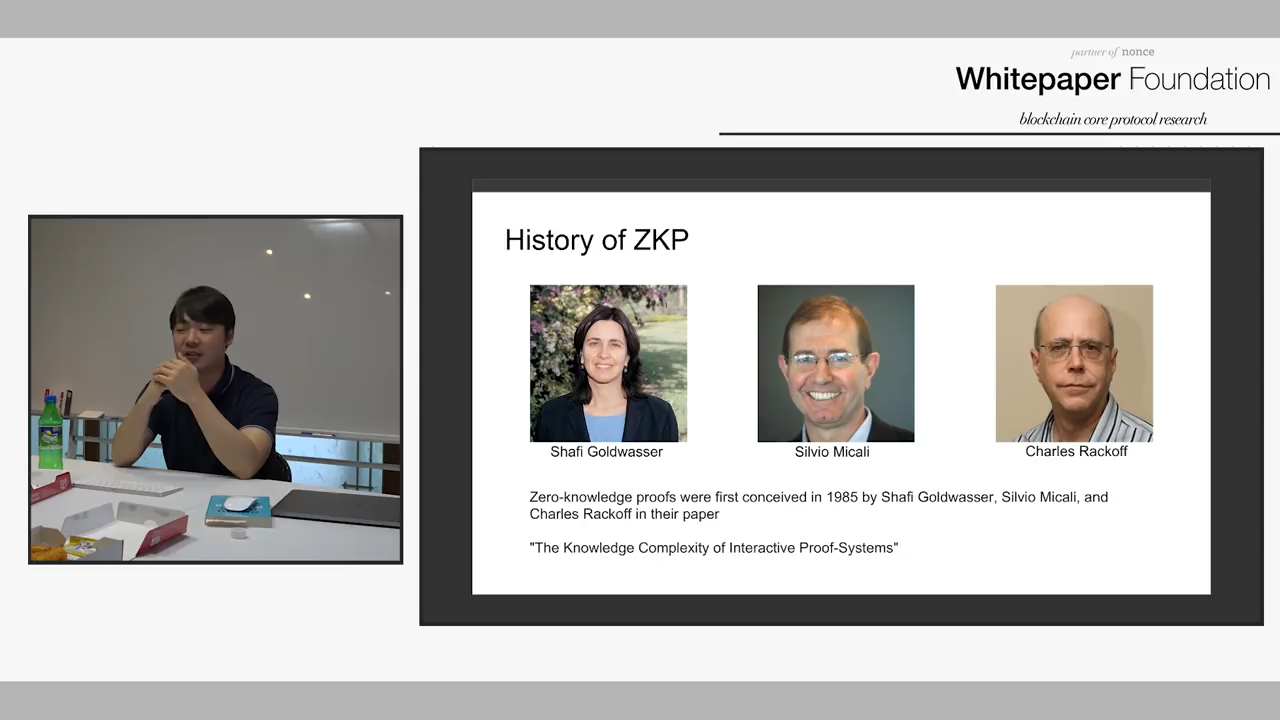 partner of nonce
Whitepaper Foundation
blockchain core protocol research
History of ZKP
Shafi Goldwasser
Silvio Micali
Charles Rackoff
Zero-knowledge proofs were first conceived in 1985 by Shafi Goldwasser, Silvio Micali, and
Charles Rackoff in their paper
"The Knowledge Complexity of Interactive Proof-Systems"